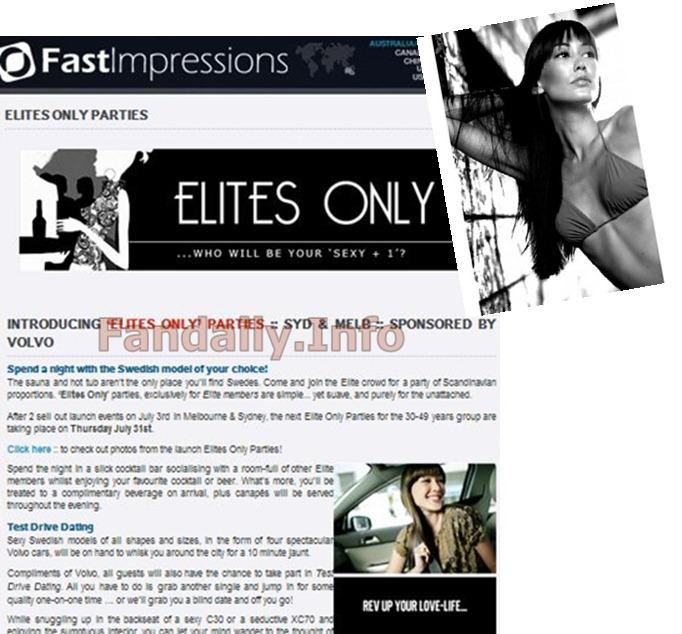 FastImpressions
AUSTRALIA
ELITES ONLY PARTIES
ELITES ONLY
...WHO WILL BE YOUR 'SEXY + 1'?
INTRODUCING 'ELITES ONLY' PARTIES :: SYD & MELB :: SPONSORED BY
VOLVO
Fandaily.Info
Spend a night with the Swedish model of your choice!
The sauna and hot tub aren't the only place you'll find Swedes. Come and join the Elite crowd for a party of Scandinavian
proportions. 'Elites Only' parties, exclusively for Elite members are simple... yet suave, and purely for the unattached.
After 2 sell out launch events on July 3rd in Melbourne & Sydney, the next Elite Only Parties for the 30-49 years group are
taking place on Thursday July 31st.
Click here :: to check out photos from the launch Elites Only Parties!
Spend the night in a slick cocktail bar socialising with a room-full of other Elite
members whilst enjoying your favourite cocktail or beer. What's more, you'll be
treated to a complimentary beverage on arrival, plus canapés will be served
throughout the evening.
Test Drive Dating
Sexy Swedish models of all shapes and sizes, in the form of four spectacular
Volvo cars, will be on hand to whisk you around the city for a 10 minute jaunt.
Compliments of Volvo, all guests will also have the chance to take part in Test
Drive Dating. All you have to do is grab another single and jump in for some
quality one-on-one time ... or we'll grab you a blind date and off you go!
REV UP YOUR LOVE-LIFE...
While snuggling up in the backseat of a sexy C30 or a seductive XC70 and
enjoying the sumptuous interior, you can let your mind wander to the thought of